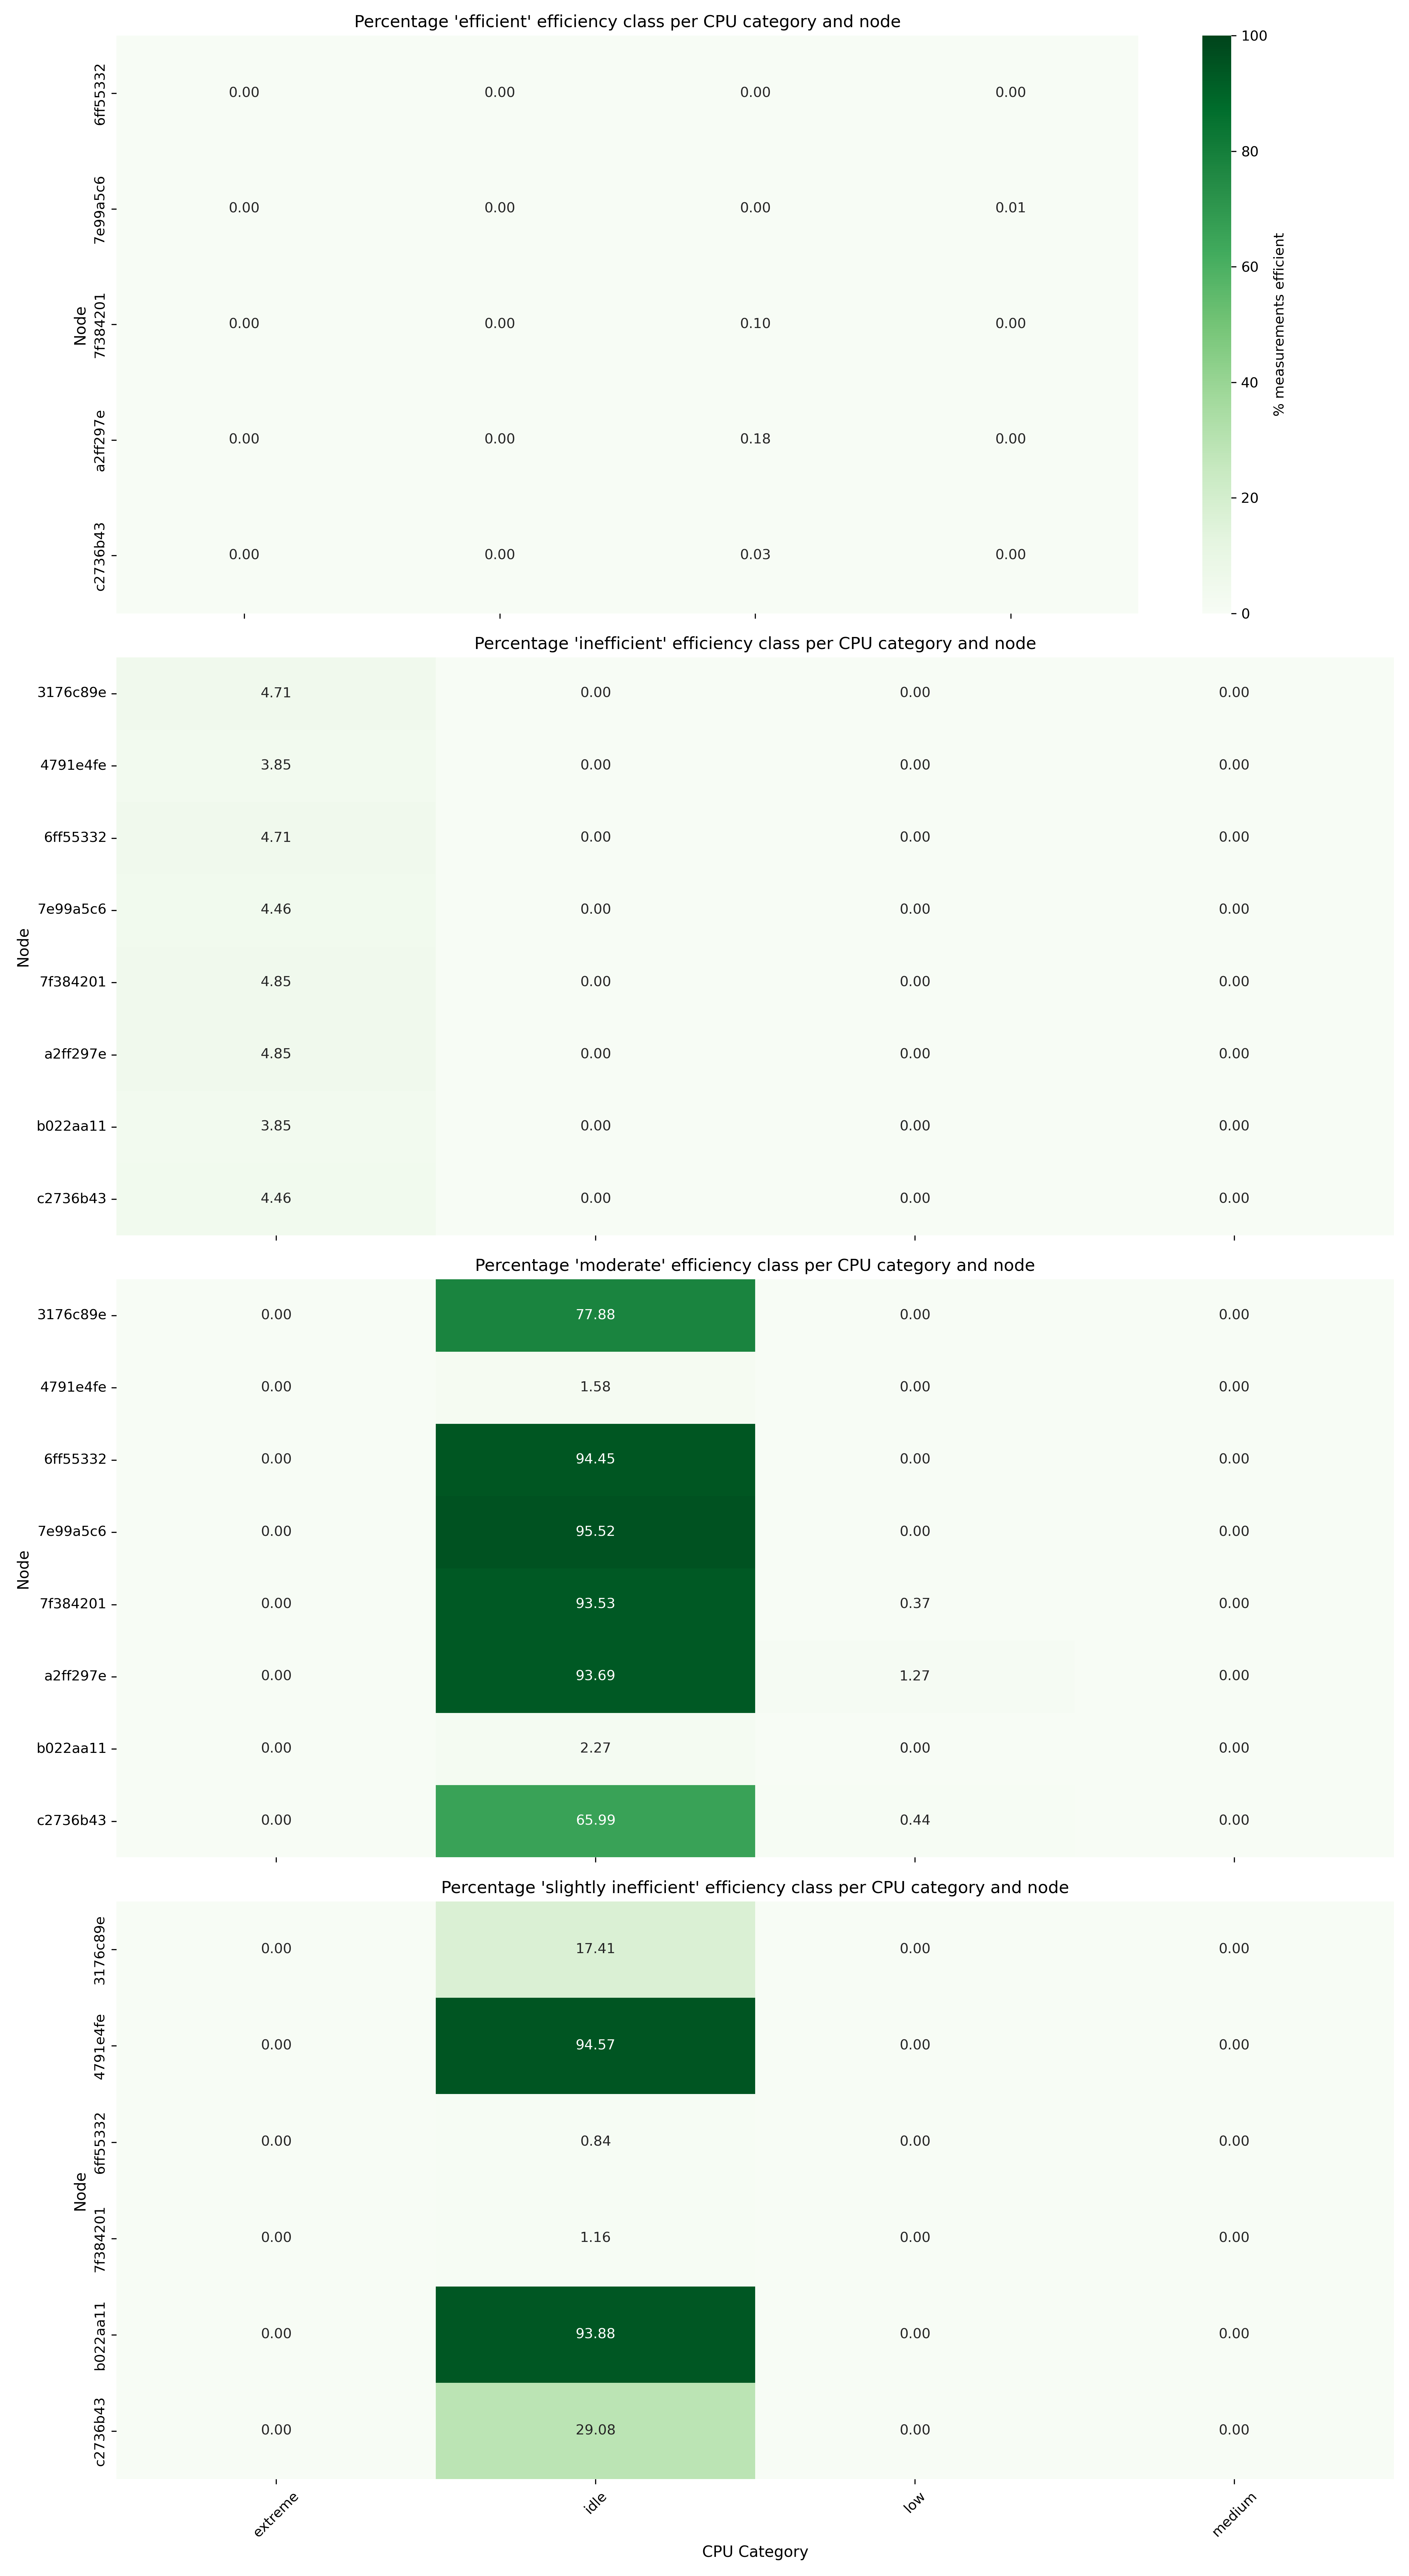 Percentage 'efficient' efficiency class per CPU category and node
Node
6ff55332 0.00 0.00 0.00 0.00
7e99a5c6 0.00 0.00 0.00 0.01
7f384201 0.00 0.00 0.10 0.00
a2ff297e 0.00 0.00 0.18 0.00
c2736b43 0.00 0.00 0.03 0.00
100
80
60
40
20
0
% measurements efficient
Percentage 'inefficient' efficiency class per CPU category and node
Node
3176c89e 4.71 0.00 0.00 0.00
4791e4fe 3.85 0.00 0.00 0.00
6ff55332 4.71 0.00 0.00 0.00
7e99a5c6 4.46 0.00 0.00 0.00
7f384201 4.85 0.00 0.00 0.00
a2ff297e 4.85 0.00 0.00 0.00
b022aa11 3.85 0.00 0.00 0.00
c2736b43 4.46 0.00 0.00 0.00
Percentage 'moderate' efficiency class per CPU category and node
Node
3176c89e 0.00 77.88 0.00 0.00
4791e4fe 0.00 1.58 0.00 0.00
6ff55332 0.00 94.45 0.00 0.00
7e99a5c6 0.00 95.52 0.00 0.00
7f384201 0.00 93.53 0.37 0.00
a2ff297e 0.00 93.69 1.27 0.00
b022aa11 0.00 2.27 0.00 0.00
c2736b43 0.00 65.99 0.44 0.00
Percentage 'slightly inefficient' efficiency class per CPU category and node
Node
3176c89e 0.00 17.41 0.00 0.00
4791e4fe 0.00 94.57 0.00 0.00
6ff55332 0.00 0.84 0.00 0.00
7f384201 0.00 1.16 0.00 0.00
b022aa11 0.00 93.88 0.00 0.00
c2736b43 0.00 29.08 0.00 0.00
extreme idle low medium
CPU Category